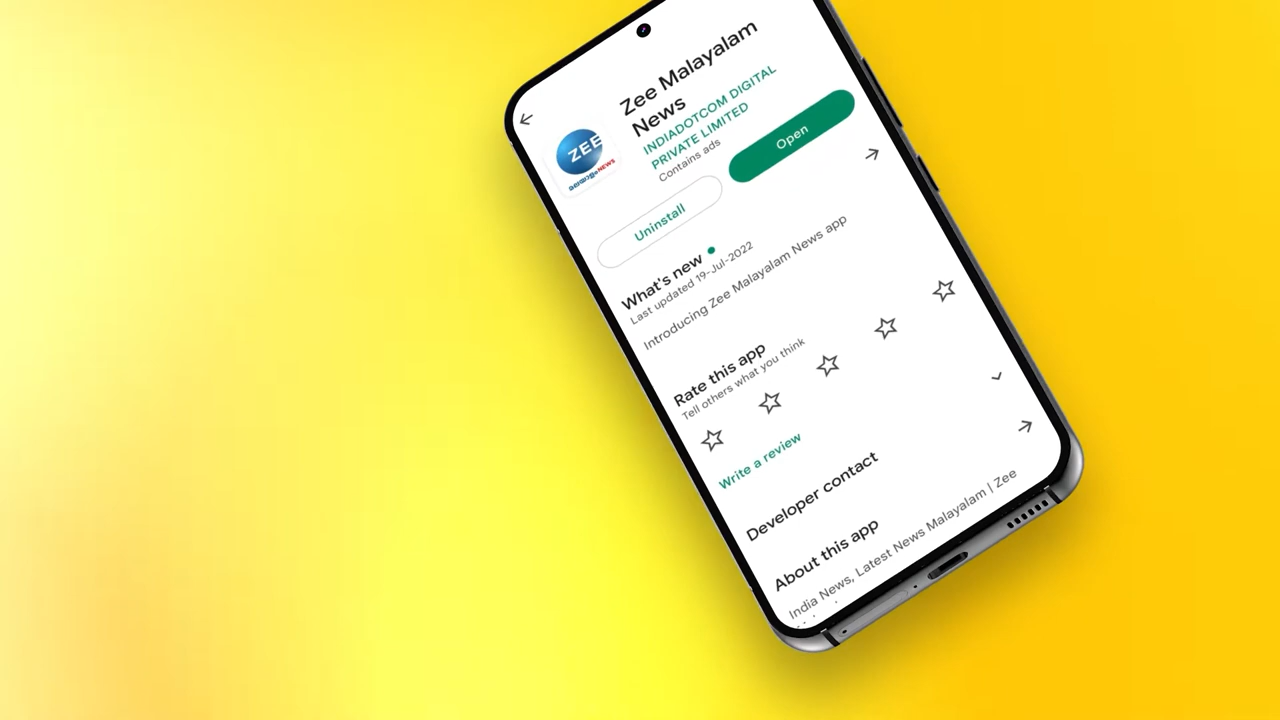 Zee Malayalam
News
INDIADOTCOM DIGITAL
PRIVATE LIMITED
Contains ads
ZEE
മലയാളം NEWS
Uninstall
Open
What's new
Last updated 19-Jul-2022
Introducing Zee Malayalam News app
Rate this app
Tell others what you think
Write a review
Developer contact
About this app
India News, Latest News Malayalam | Zee